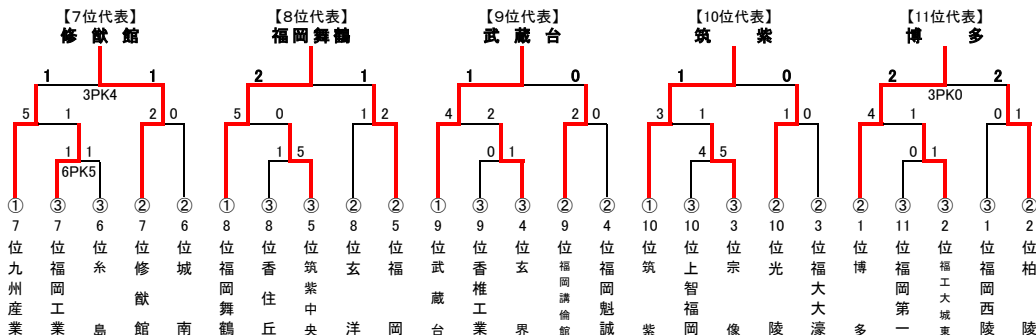 【7位代表】 【8位代表】 【9位代表】 【10位代表】 【11位代表】
修猷館 福岡舞鶴 武蔵台 筑紫 博多
1 1 2 1 1 0 1 0 2 2
3PK4 3PK0
5 1 2 0 5 0 1 2 4 2 2 0 3 1 1 0 4 1 0 1
1 1 1 5 0 1 4 5 0 1
6PK5
① ③ ③ ② ② ① ③ ③ ② ② ① ③ ③ ② ② ① ③ ③ ② ② ② ③ ③ ③ ②
7位九州産業
7位福岡工業
6位糸島
7位修猷館
6位城南
8位福岡舞鶴
8位香住丘
5位筑紫中央
8位玄洋
5位福岡
9位武蔵台
9位香椎工業
4位玄界
9位福岡講倫館
4位福岡魁誠
10位筑紫
10位上智福岡
3位宗像
10位光陵
3位福大大濠
1位博多
11位福岡第一
2位福工大城東
1位福岡西陵
2位柏陵